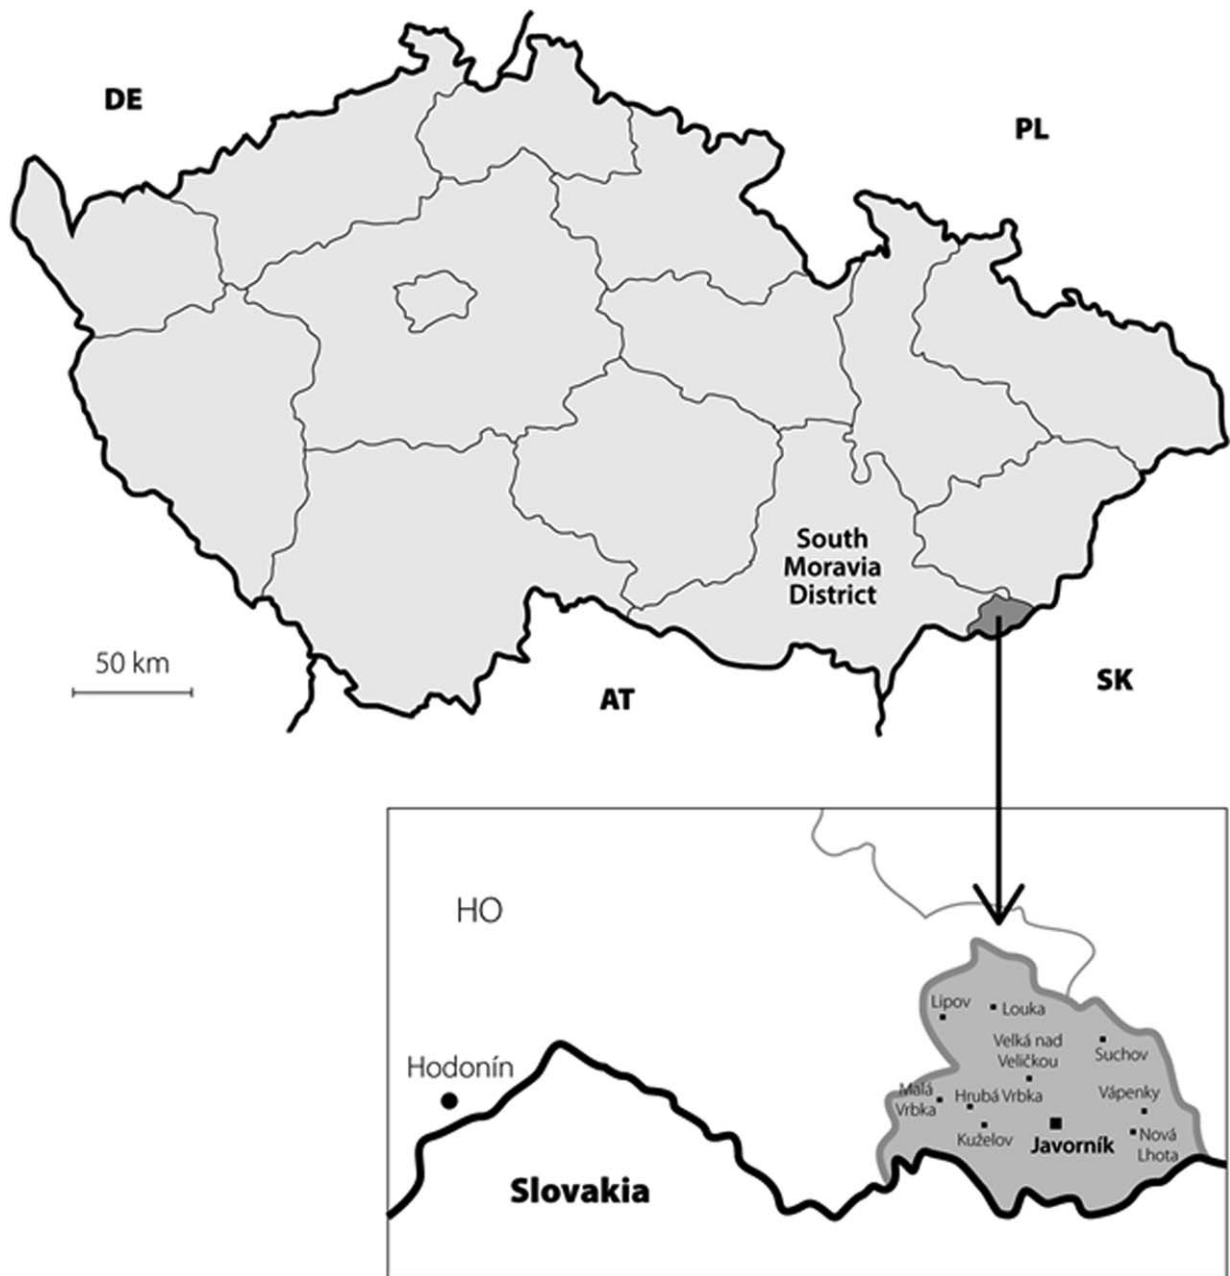 DE
PL
South
Moravia
District
50 km
AT
SK
HO
Lipov
Louka
Velká nad
Veličkou
Suchov
Hodonín
Malá
Vrbka
Hrubá Vrbka
Vápenky
Kuželov
Javorník
Nová
Lhota
Slovakia